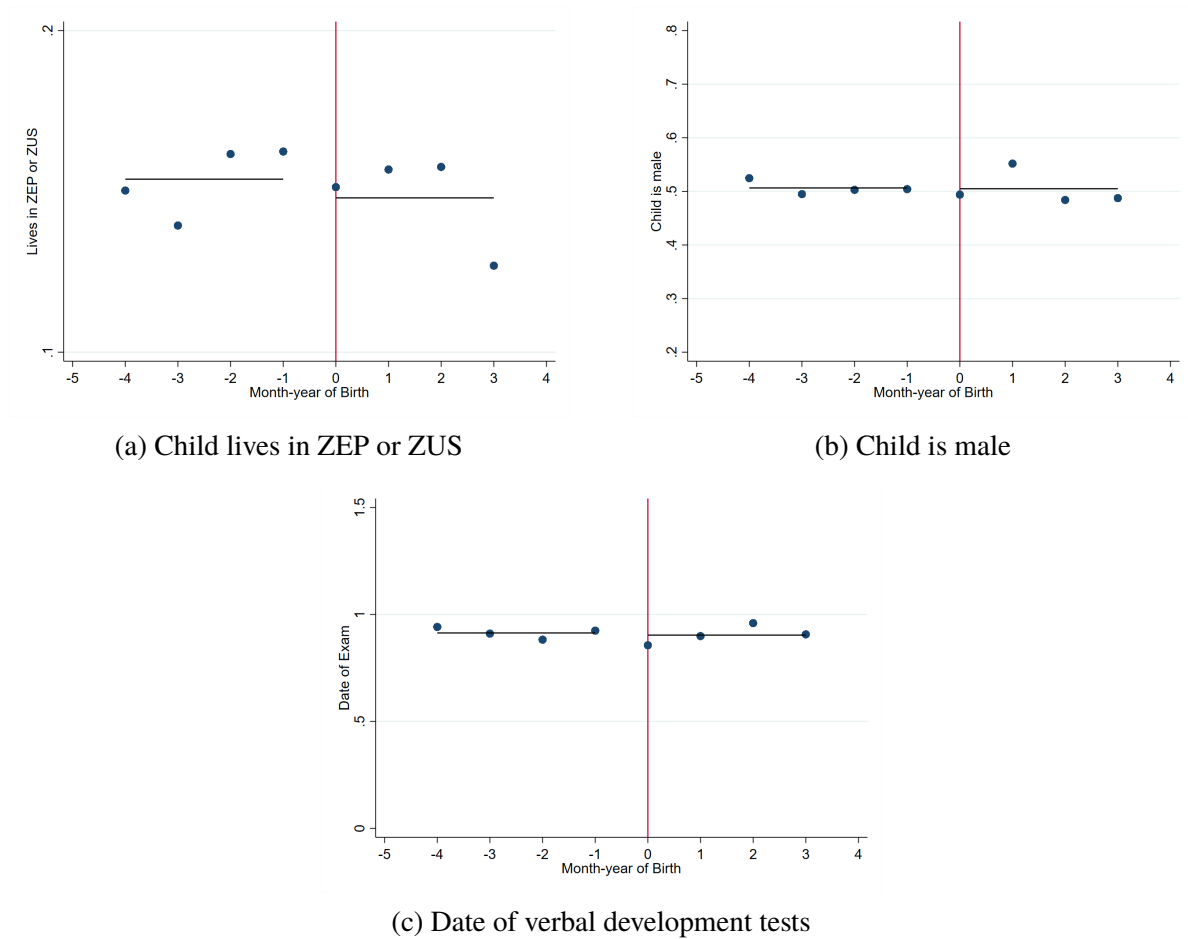 .2
.1
Lives in ZEP or ZUS
-5 -4 -3 -2 -1 0 1 2 3 4
Month-year of Birth
(a) Child lives in ZEP or ZUS
.8
.7
.6
.5
.4
.3
.2
Child is male
-5 -4 -3 -2 -1 0 1 2 3 4
Month-year of Birth
(b) Child is male
1.5
1
.5
0
Date of Exam
-5 -4 -3 -2 -1 0 1 2 3 4
Month-year of Birth
(c) Date of verbal development tests